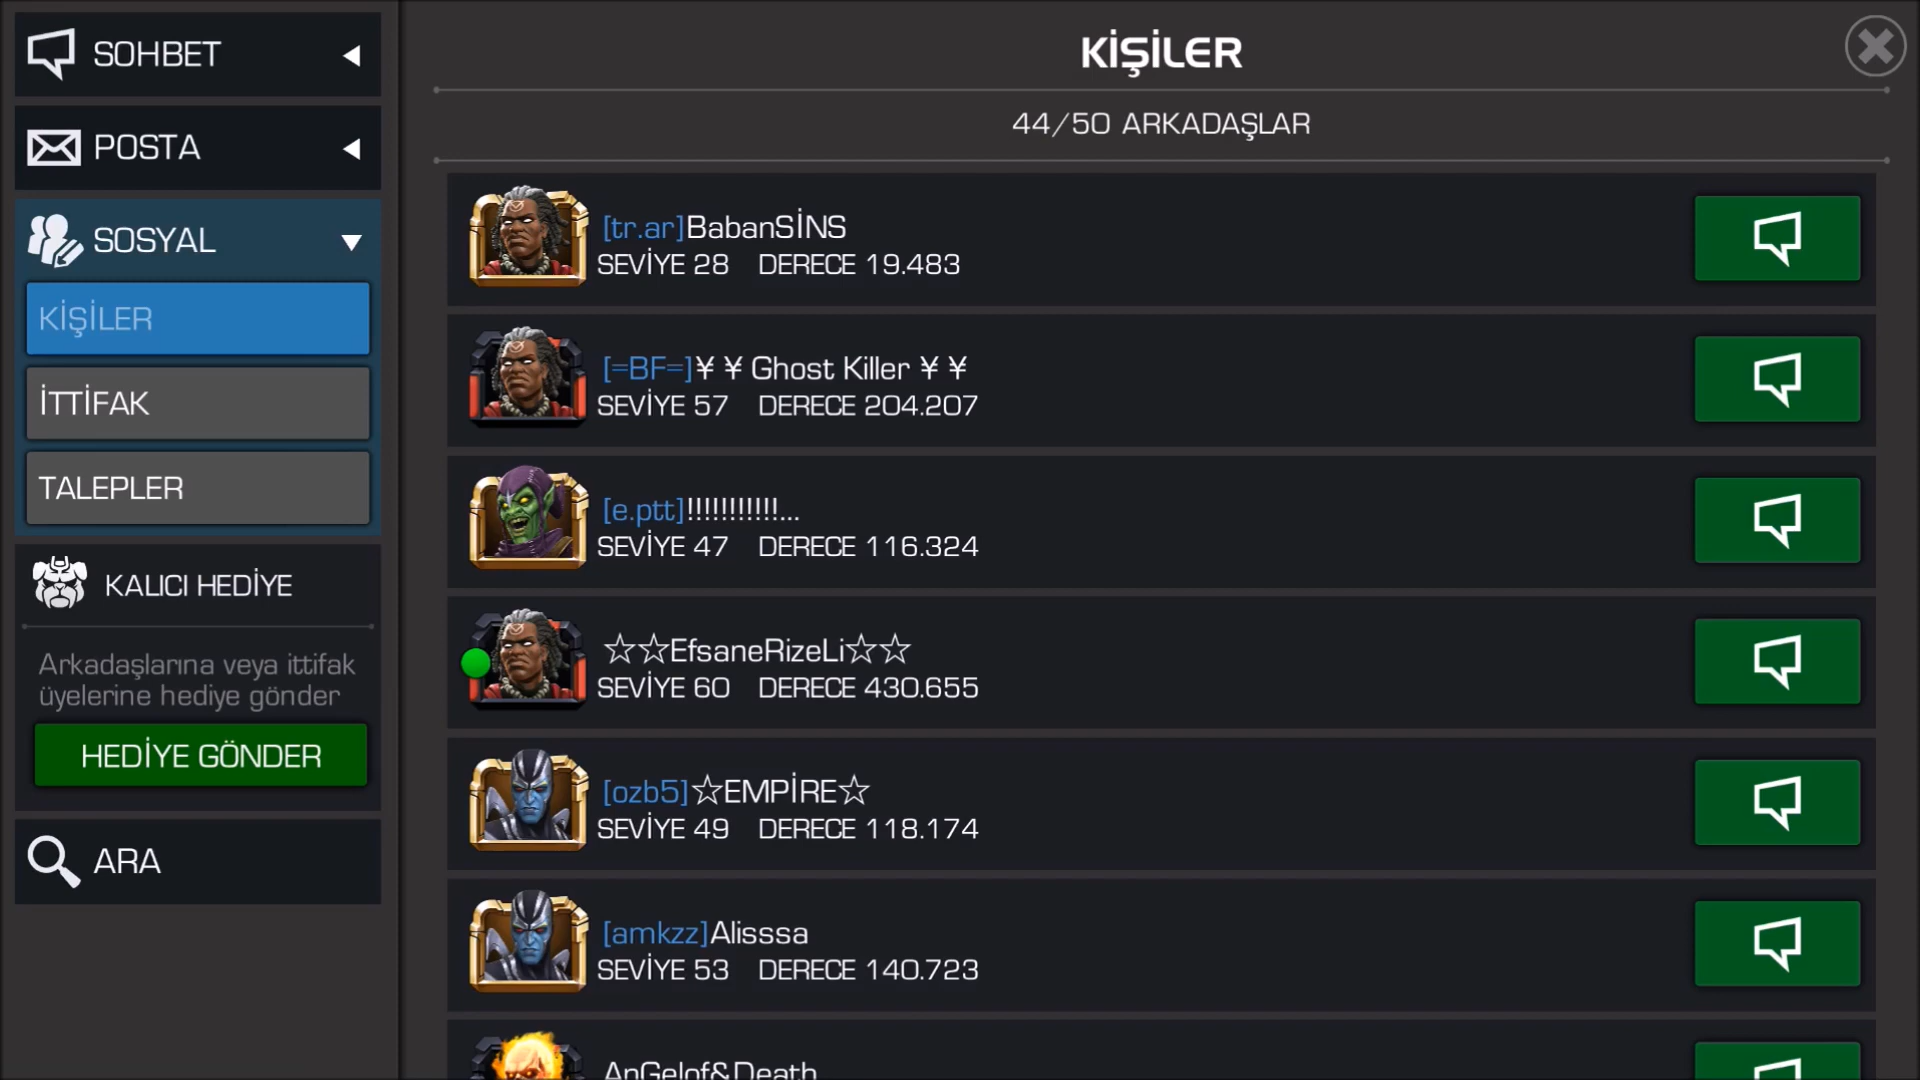 SOHBET
POSTA
SOSYAL
KİŞİLER
İTTİFAK
TALEPLER
KALICI HEDİYE
Arkadaşlarına veya ittifak
üyelerine hediye gönder
HEDİYE GÖNDER
ARA
KİŞİLER
44/50 ARKADAŞLAR
[tr.ar]BabanSİNS
SEVİYE 28 DERECE 19.483
[=BF=]¥ ¥ Ghost Killer ¥ ¥
SEVİYE 57 DERECE 204.207
[e.ptt]!!!!!!!!!!!...
SEVİYE 47 DERECE 116.324
☆☆EfsaneRizeLi☆☆
SEVİYE 60 DERECE 430.655
[ozb5]☆EMPİRE☆
SEVİYE 49 DERECE 118.174
[amkzz]Alisssa
SEVİYE 53 DERECE 140.723
AnGelof&Death